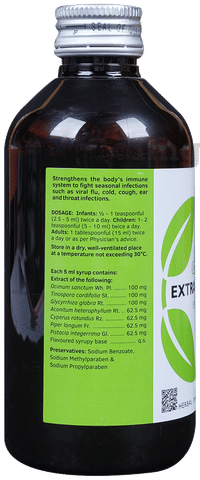 SEAL OF
Strengthens the body's immune
system to fight seasonal infections
such as viral flu, cold, cough, ear
and throat infections.
DOSAGE: Infants: ½ - 1 teaspoonful
(2.5 - 5 ml) twice a day. Children: 1- 2
teaspoonful (5 - 10 ml) twice a day.
Adults: 1 tablespoonful (15 ml) twice
a day or as per Physician's advice.
Store in a dry, well-ventilated place
at a temperature not exceeding 30°C.
EXTRA
Each 5 ml syrup contains:
Extract of the following:
Ocimum sanctum Wh. Pl. ........ 100 mg
Tinospora cordifolia St. .......... 100 mg
Glycyrrhiza glabra Rt. ............ 100 mg
Aconitum heterophyllum Rt. .. 62.5 mg
Cyperus rotundus Rz. ............ 62.5 mg
Piper longum Fr. ................... 62.5 mg
Pistacia integerrima Gl. ......... 62.5 mg
Flavoured syrupy base ............ q.s
Preservatives: Sodium Benzoate,
Sodium Methylparaben &
Sodium Propylparaben
HERBAL